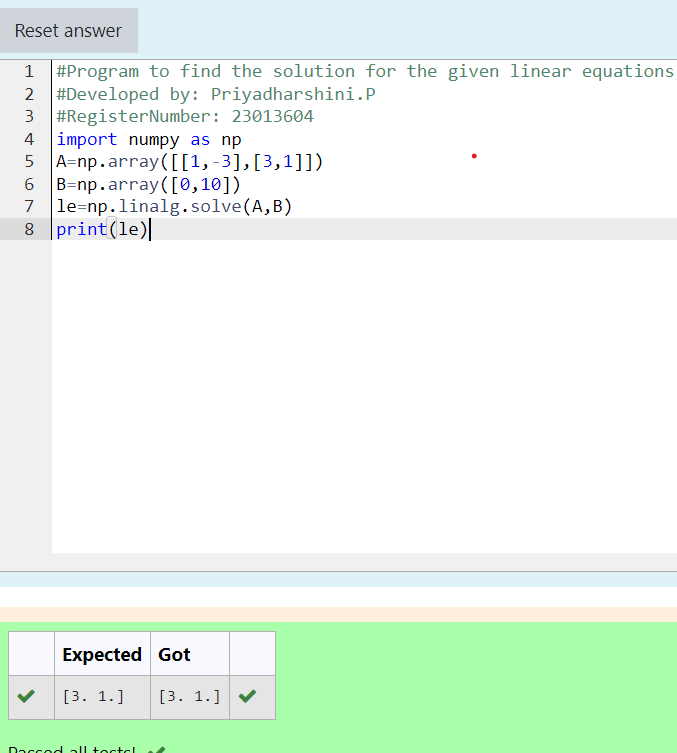 Reset answer
1 #Program to find the solution for the given linear equations
2 #Developed by: Priyadharshini.P
3 #RegisterNumber: 23013604
4 import numpy as np
5 A=np.array([[1,-3],[3,1]])
6 B=np.array([0,10])
7 le=np.linalg.solve(A,B)
8 print(le)
Expected Got
[3. 1.] [3. 1.]
Passed all tests!